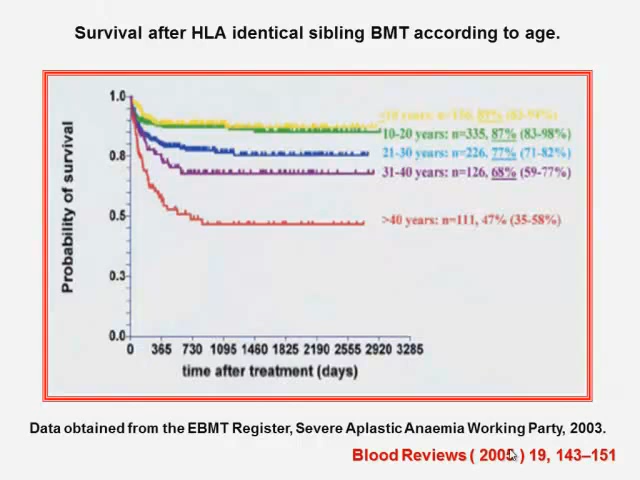 Survival after HLA identical sibling BMT according to age.
Probability of survival
1.0
0.8
0.5
0.3
0.0
years: n=
10-20 years: n=335, 87% (83-98%)
21-30 years: n=226, 77% (71-82%)
31-40 years: n=126, 68% (59-77%)
>40 years: n=111, 47% (35-58%)
0 365 730 1095 1460 1825 2190 2555 2920 3285
time after treatment (days)
Data obtained from the EBMT Register, Severe Aplastic Anaemia Working Party, 2003.
Blood Reviews ( 2005 ) 19, 143–151